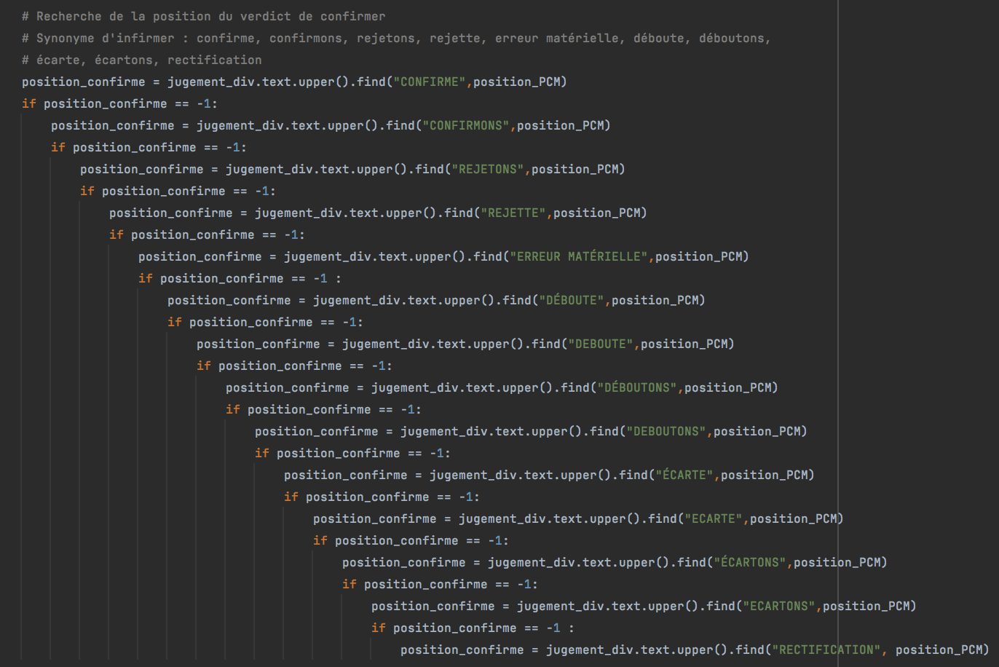 # Recherche de la position du verdict de confirmer
# Synonyme d'infirmer : confirme, confirmons, rejetons, rejette, erreur matérielle, déboute, déboutons,
# écarte, écartons, rectification
position_confirme = jugement_div.text.upper().find("CONFIRME",position_PCM)
if position_confirme == -1:
    position_confirme = jugement_div.text.upper().find("CONFIRMONS",position_PCM)
    if position_confirme == -1:
        position_confirme = jugement_div.text.upper().find("REJETONS",position_PCM)
        if position_confirme == -1:
            position_confirme = jugement_div.text.upper().find("REJETTE",position_PCM)
            if position_confirme == -1:
                position_confirme = jugement_div.text.upper().find("ERREUR MATÉRIELLE",position_PCM)
                if position_confirme == -1 :
                    position_confirme = jugement_div.text.upper().find("DÉBOUTE",position_PCM)
                    if position_confirme == -1:
                        position_confirme = jugement_div.text.upper().find("DEBOUTE",position_PCM)
                        if position_confirme == -1:
                            position_confirme = jugement_div.text.upper().find("DÉBOUTONS",position_PCM)
                            if position_confirme == -1:
                                position_confirme = jugement_div.text.upper().find("DEBOUTONS",position_PCM)
                                if position_confirme == -1:
                                    position_confirme = jugement_div.text.upper().find("ÉCARTE",position_PCM)
                                    if position_confirme == -1:
                                        position_confirme = jugement_div.text.upper().find("ECARTE",position_PCM)
                                        if position_confirme == -1:
                                            position_confirme = jugement_div.text.upper().find("ÉCARTONS",position_PCM)
                                            if position_confirme == -1:
                                                position_confirme = jugement_div.text.upper().find("ECARTONS",position_PCM)
                                                if position_confirme == -1 :
                                                    position_confirme = jugement_div.text.upper().find("RECTIFICATION", position_PCM)